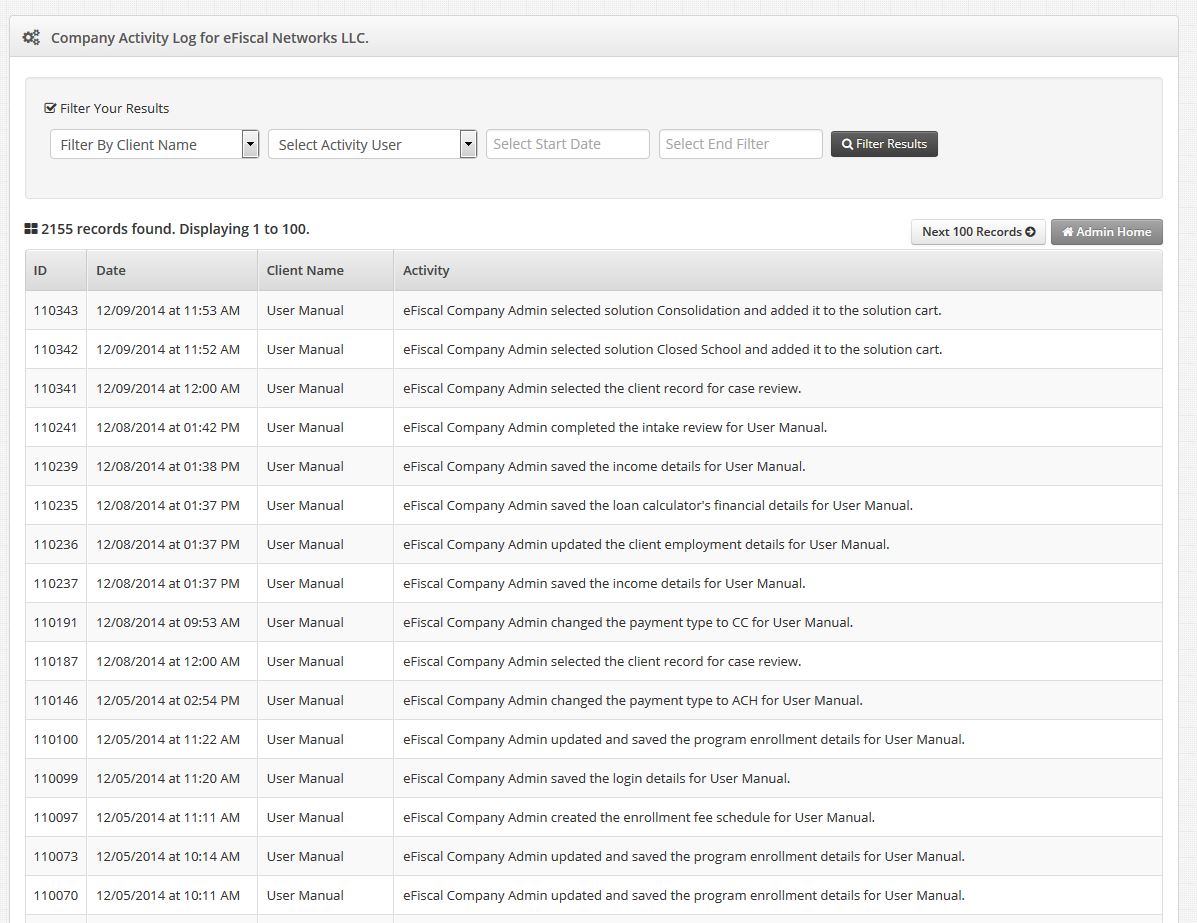 Company Activity Log for eFiscal Networks LLC.
Filter Your Results
Filter By Client Name Select Activity User Select Start Date Select End Filter Filter Results
2155 records found. Displaying 1 to 100. Next 100 Records Admin Home
ID Date Client Name Activity
110343 12/09/2014 at 11:53 AM User Manual eFiscal Company Admin selected solution Consolidation and added it to the solution cart.
110342 12/09/2014 at 11:52 AM User Manual eFiscal Company Admin selected solution Closed School and added it to the solution cart.
110341 12/09/2014 at 12:00 AM User Manual eFiscal Company Admin selected the client record for case review.
110241 12/08/2014 at 01:42 PM User Manual eFiscal Company Admin completed the intake review for User Manual.
110239 12/08/2014 at 01:38 PM User Manual eFiscal Company Admin saved the income details for User Manual.
110235 12/08/2014 at 01:37 PM User Manual eFiscal Company Admin saved the loan calculator's financial details for User Manual.
110236 12/08/2014 at 01:37 PM User Manual eFiscal Company Admin updated the client employment details for User Manual.
110237 12/08/2014 at 01:37 PM User Manual eFiscal Company Admin saved the income details for User Manual.
110191 12/08/2014 at 09:53 AM User Manual eFiscal Company Admin changed the payment type to CC for User Manual.
110187 12/08/2014 at 12:00 AM User Manual eFiscal Company Admin selected the client record for case review.
110146 12/05/2014 at 02:54 PM User Manual eFiscal Company Admin changed the payment type to ACH for User Manual.
110100 12/05/2014 at 11:22 AM User Manual eFiscal Company Admin updated and saved the program enrollment details for User Manual.
110099 12/05/2014 at 11:20 AM User Manual eFiscal Company Admin saved the login details for User Manual.
110097 12/05/2014 at 11:11 AM User Manual eFiscal Company Admin created the enrollment fee schedule for User Manual.
110073 12/05/2014 at 10:14 AM User Manual eFiscal Company Admin updated and saved the program enrollment details for User Manual.
110070 12/05/2014 at 10:11 AM User Manual eFiscal Company Admin updated and saved the program enrollment details for User Manual.